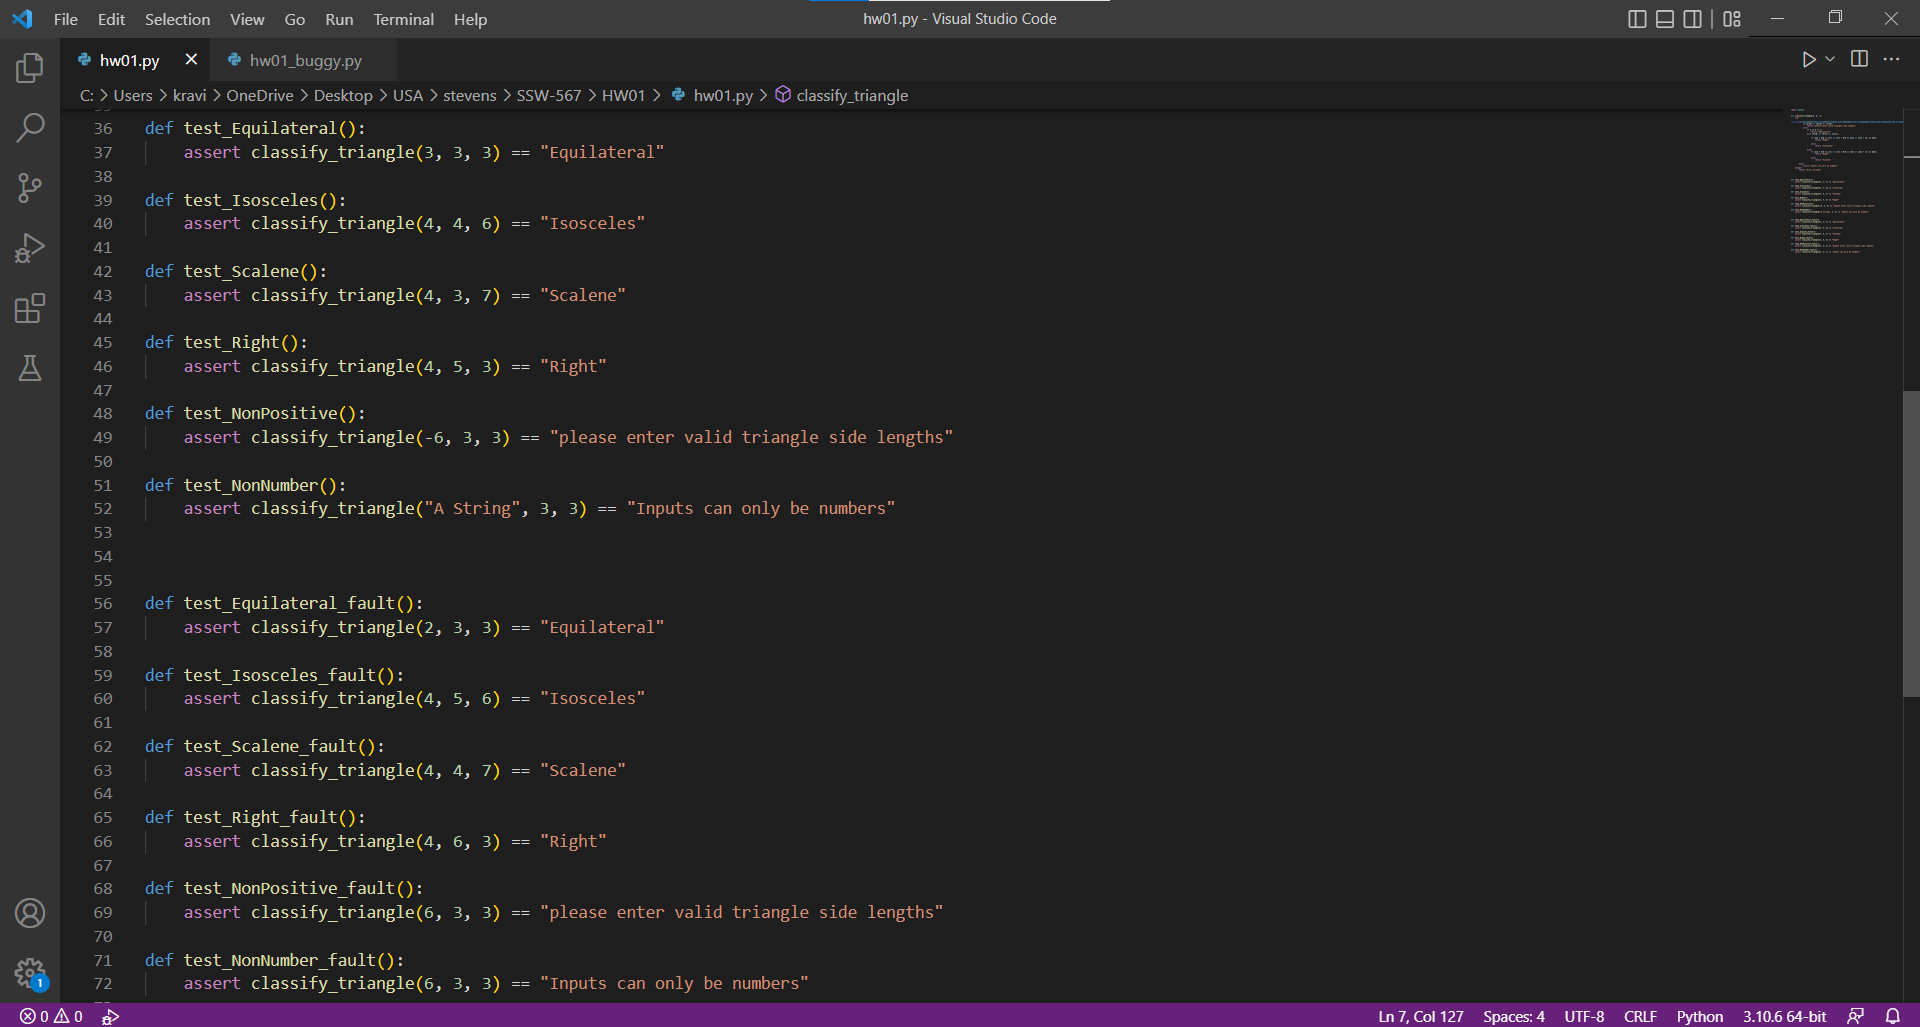 File Edit Selection View Go Run Terminal Help hw01.py - Visual Studio Code
hw01.py hw01_buggy.py
C: > Users > kravi > OneDrive > Desktop > USA > stevens > SSW-567 > HW01 > hw01.py > classify_triangle
36 def test_Equilateral():
37 assert classify_triangle(3, 3, 3) == "Equilateral"
38
39 def test_Isosceles():
40 assert classify_triangle(4, 4, 6) == "Isosceles"
41
42 def test_Scalene():
43 assert classify_triangle(4, 3, 7) == "Scalene"
44
45 def test_Right():
46 assert classify_triangle(4, 5, 3) == "Right"
47
48 def test_NonPositive():
49 assert classify_triangle(-6, 3, 3) == "please enter valid triangle side lengths"
50
51 def test_NonNumber():
52 assert classify_triangle("A String", 3, 3) == "Inputs can only be numbers"
53
54
55
56 def test_Equilateral_fault():
57 assert classify_triangle(2, 3, 3) == "Equilateral"
58
59 def test_Isosceles_fault():
60 assert classify_triangle(4, 5, 6) == "Isosceles"
61
62 def test_Scalene_fault():
63 assert classify_triangle(4, 4, 7) == "Scalene"
64
65 def test_Right_fault():
66 assert classify_triangle(4, 6, 3) == "Right"
67
68 def test_NonPositive_fault():
69 assert classify_triangle(6, 3, 3) == "please enter valid triangle side lengths"
70
71 def test_NonNumber_fault():
72 assert classify_triangle(6, 3, 3) == "Inputs can only be numbers"
1
0 0 Ln 7, Col 127 Spaces: 4 UTF-8 CRLF Python 3.10.6 64-bit